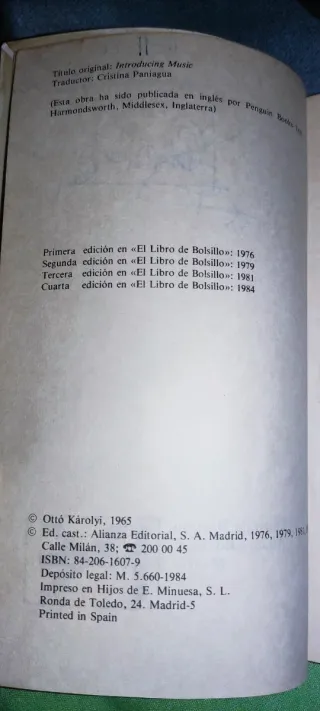 Título original: Introducing Music
Traductor: Cristina Paniagua
(Esta obra ha sido publicada en inglés por Penguin Books
Harmondsworth, Middlesex, Inglaterra)
Primera edición en «El Libro de Bolsillo»: 1976
Segunda edición en «El Libro de Bolsillo»: 1979
Tercera edición en «El Libro de Bolsillo»: 1981
Cuarta edición en «El Libro de Bolsillo»: 1984
© Ottó Károlyi, 1965
© Ed. cast.: Alianza Editorial, S. A. Madrid, 1976, 1979,
Calle Milán, 38; ☎ 200 00 45
ISBN: 84-206-1607-9
Depósito legal: M. 5.660-1984
Impreso en Hijos de E. Minuesa, S. L.
Ronda de Toledo, 24. Madrid-5
Printed in Spain